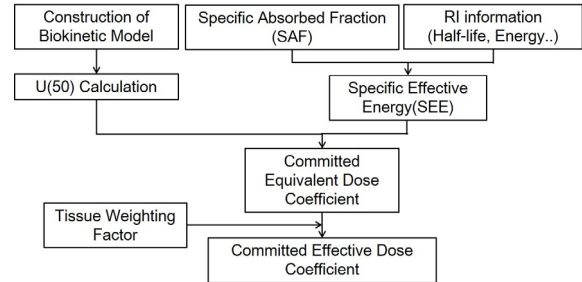 Construction of
Biokinetic Model
Specific Absorbed Fraction
(SAF)
RI information
(Half-life, Energy..)
U(50) Calculation
Specific Effective
Energy(SEE)
Committed
Equivalent Dose
Coefficient
Tissue Weighting
Factor
Committed Effective Dose
Coefficient